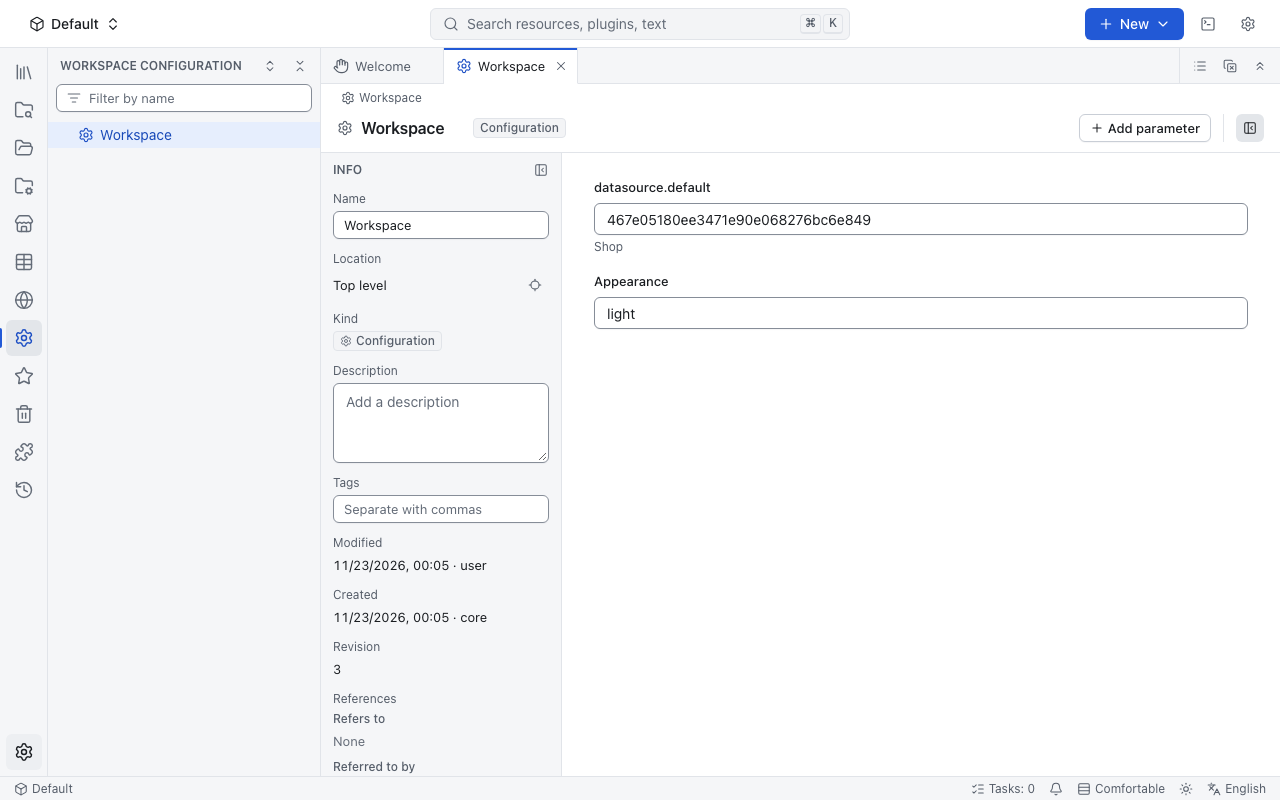 Default
Search resources, plugins, text
⌘ K
New
WORKSPACE CONFIGURATION
Filter by name
Workspace
Welcome
Workspace
Workspace
Workspace
Configuration
Add parameter
INFO
Name
Workspace
Location
Top level
Kind
Configuration
Description
Add a description
Tags
Separate with commas
Modified
11/23/2026, 00:05 · user
Created
11/23/2026, 00:05 · core
Revision
3
References
Refers to
None
Referred to by
datasource.default
467e05180ee3471e90e068276bc6e849
Shop
Appearance
light
Default
Tasks: 0
Comfortable
English